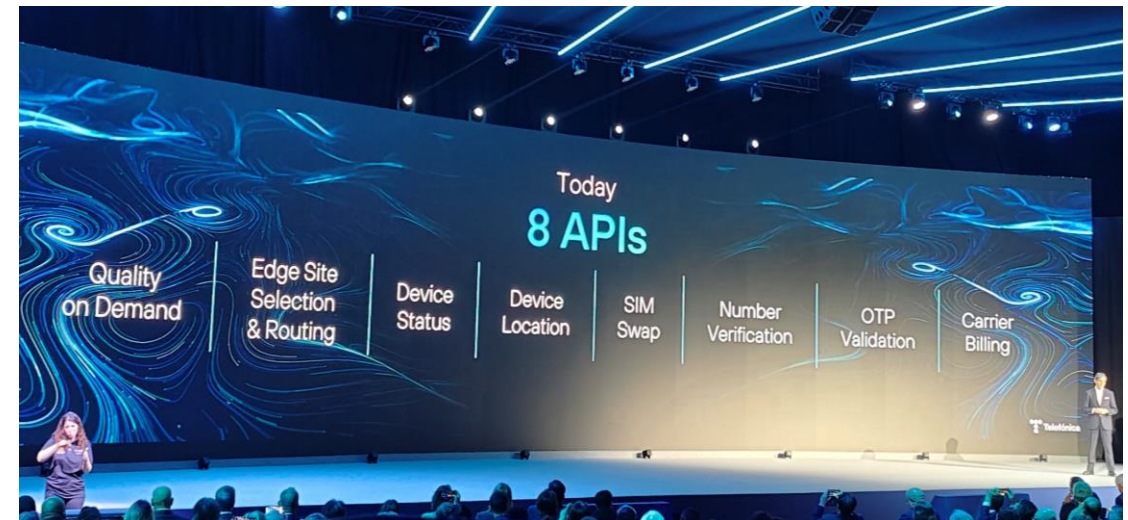 Today
8 APIs
Quality
on Demand
Edge Site
Selection
& Routing
Device
Status
Device
Location
SIM
Swap
Number
Verification
OTP
Validation
Carrier
Billing
Telefónica